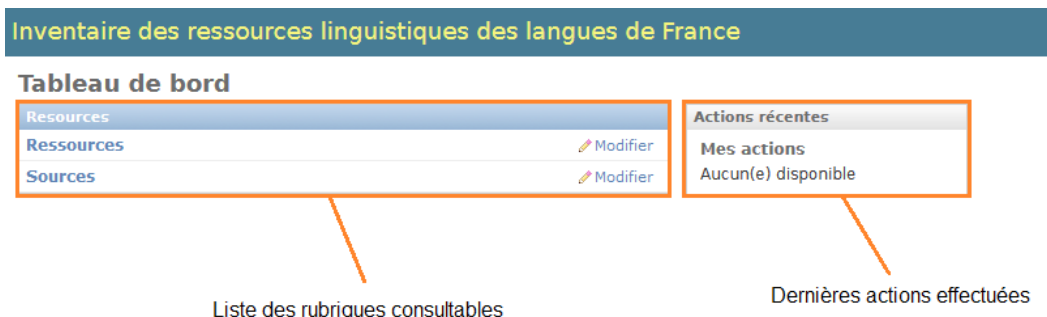 Inventaire des ressources linguistiques des langues de France
Tableau de bord
Resources
Ressources Modifier
Sources Modifier
Actions récentes
Mes actions
Aucun(e) disponible
Liste des rubriques consultables
Dernières actions effectuées